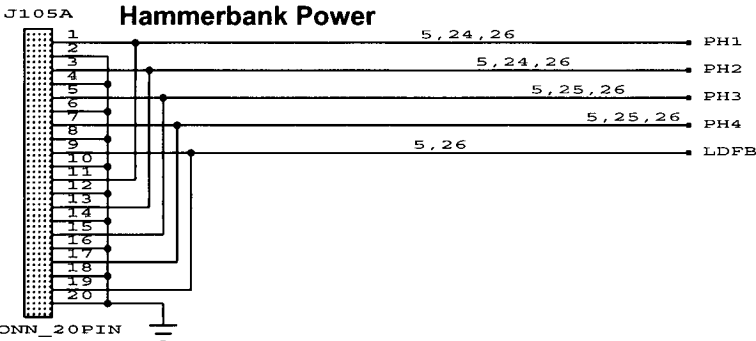 J105A Hammerbank Power
1 5,24,26 PH1
2
3 5,24,26 PH2
4
5 5,25,26 PH3
6
7 5,25,26 PH4
8
9 5,26 LDFB
10
11
12
13
14
15
16
17
18
19
20
ONN_20PIN